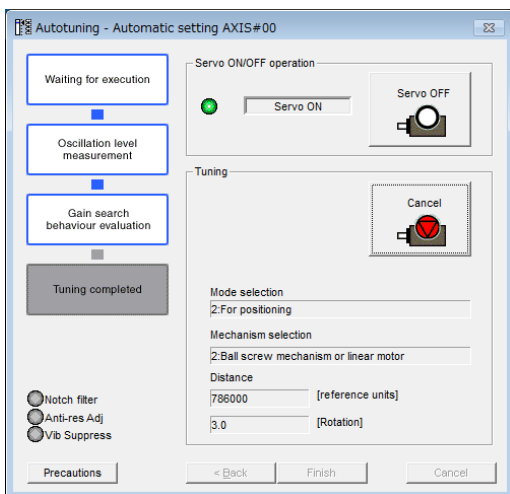 Autotuning - Automatic setting AXIS#00
Waiting for execution
Oscillation level
measurement
Gain search
behaviour evaluation
Tuning completed
Notch filter
Anti-res Adj
Vib Suppress
Precautions
Servo ON/OFF operation
Servo ON
Servo OFF
Tuning
Cancel
Mode selection
2:For positioning
Mechanism selection
2:Ball screw mechanism or linear motor
Distance
786000 [reference units]
3.0 [Rotation]
< Back
Finish
Cancel